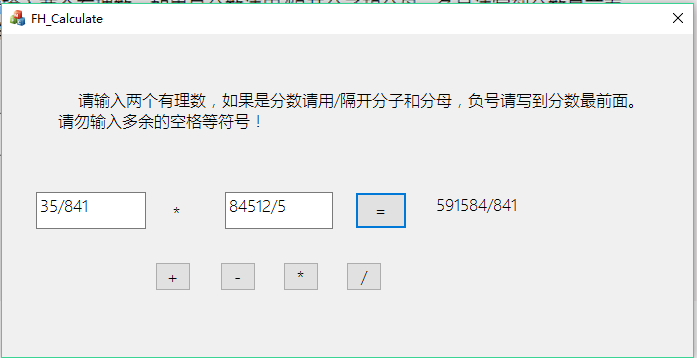 FH_Calculate
请输入两个有理数，如果是分数请用/隔开分子和分母，负号请写到分数最前面。
请勿输入多余的空格等符号！
35/841 * 84512/5 = 591584/841
+ - * /